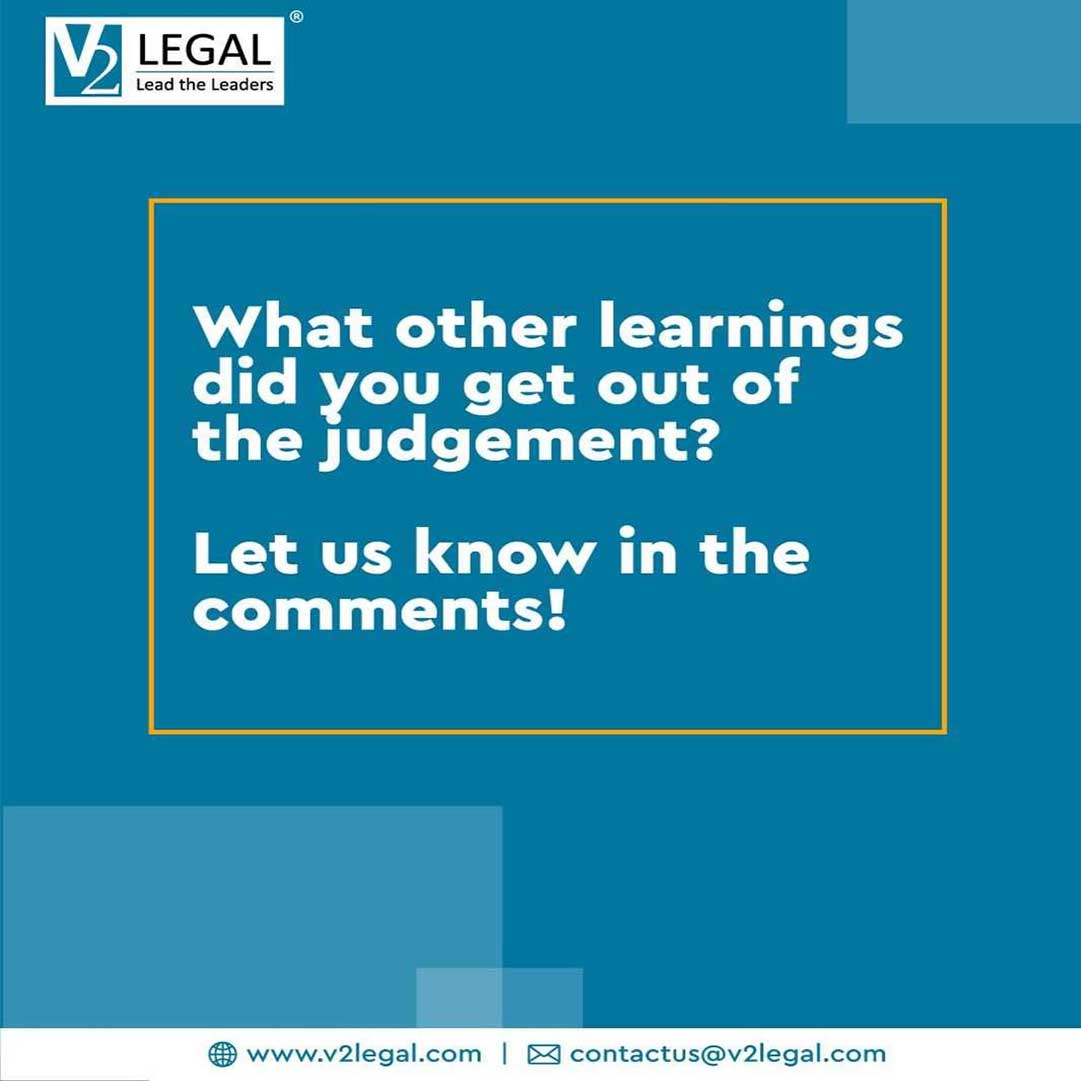 V2 LEGAL ®
Lead the Leaders
What other learnings
did you get out of
the judgement?
Let us know in the
comments!
www.v2legal.com | contactus@v2legal.com